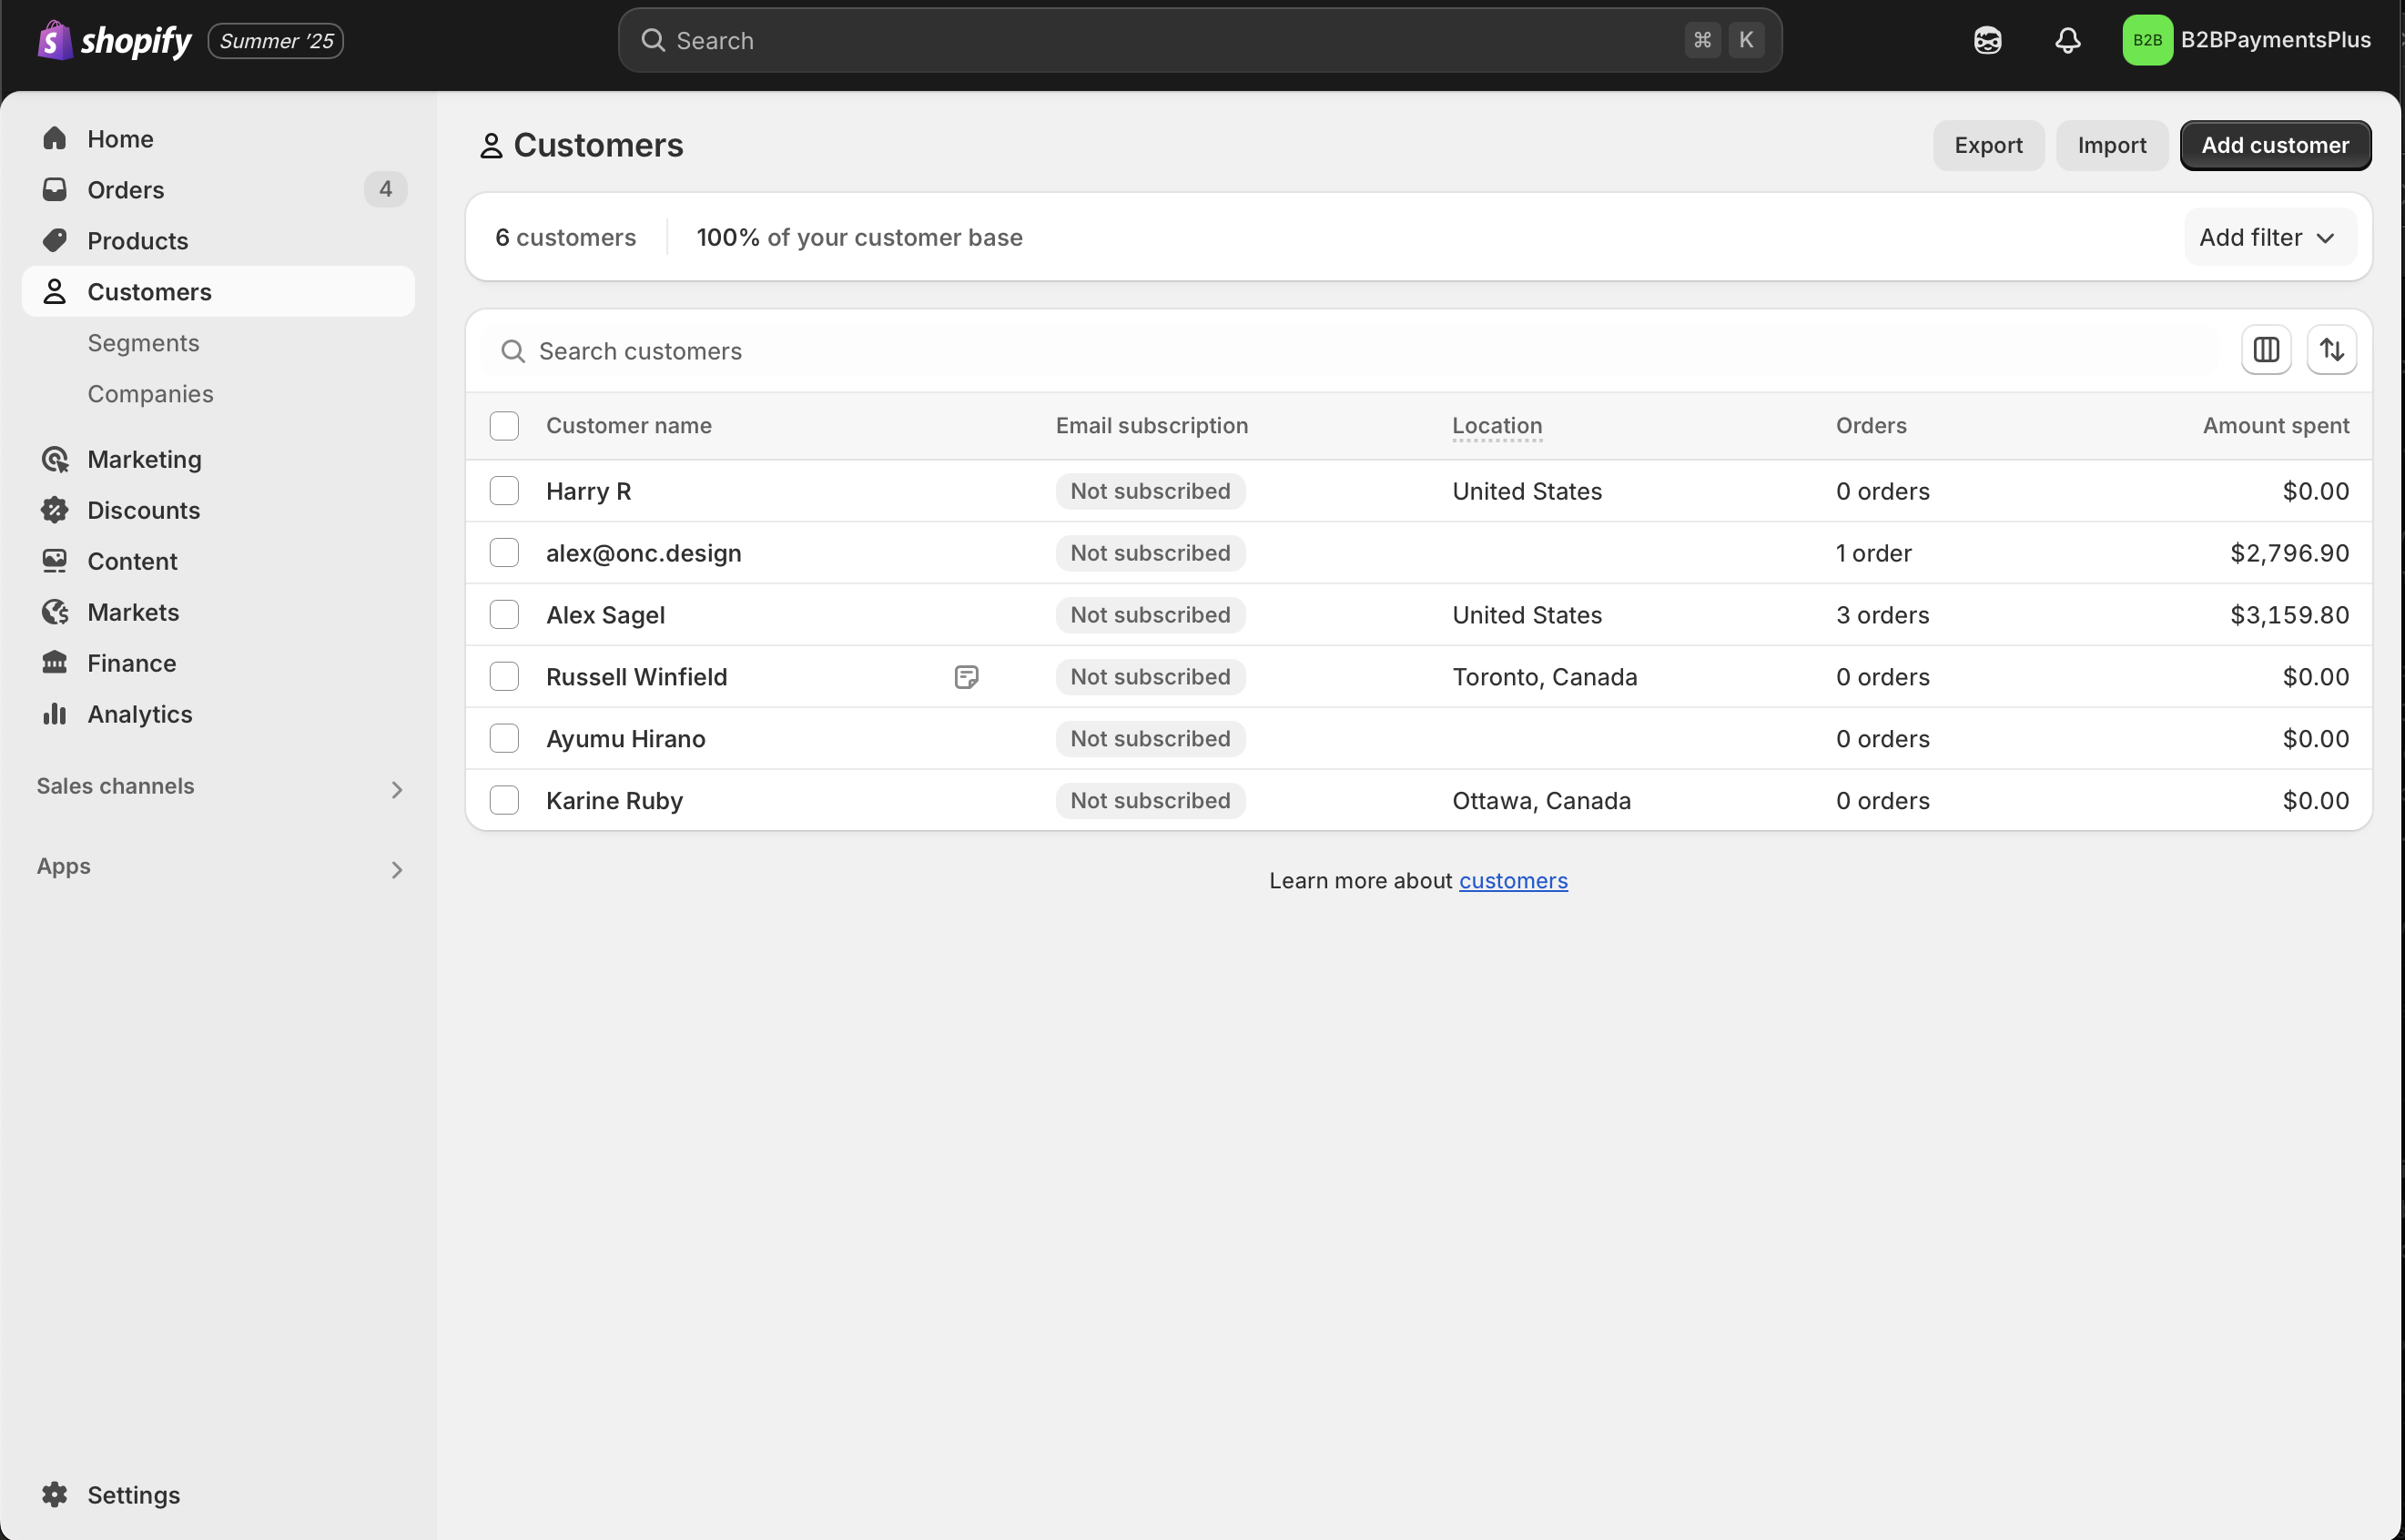 shopify Summer '25 Search ⌘ K B2B B2BPaymentsPlus
Home
Orders 4
Products
Customers
Segments
Companies
Marketing
Discounts
Content
Markets
Finance
Analytics
Sales channels
Apps
Settings
Customers Export Import Add customer
6 customers 100% of your customer base Add filter
Search customers
Customer name Email subscription Location Orders Amount spent
Harry R Not subscribed United States 0 orders $0.00
alex@onc.design Not subscribed 1 order $2,796.90
Alex Sagel Not subscribed United States 3 orders $3,159.80
Russell Winfield Not subscribed Toronto, Canada 0 orders $0.00
Ayumu Hirano Not subscribed 0 orders $0.00
Karine Ruby Not subscribed Ottawa, Canada 0 orders $0.00
Learn more about customers